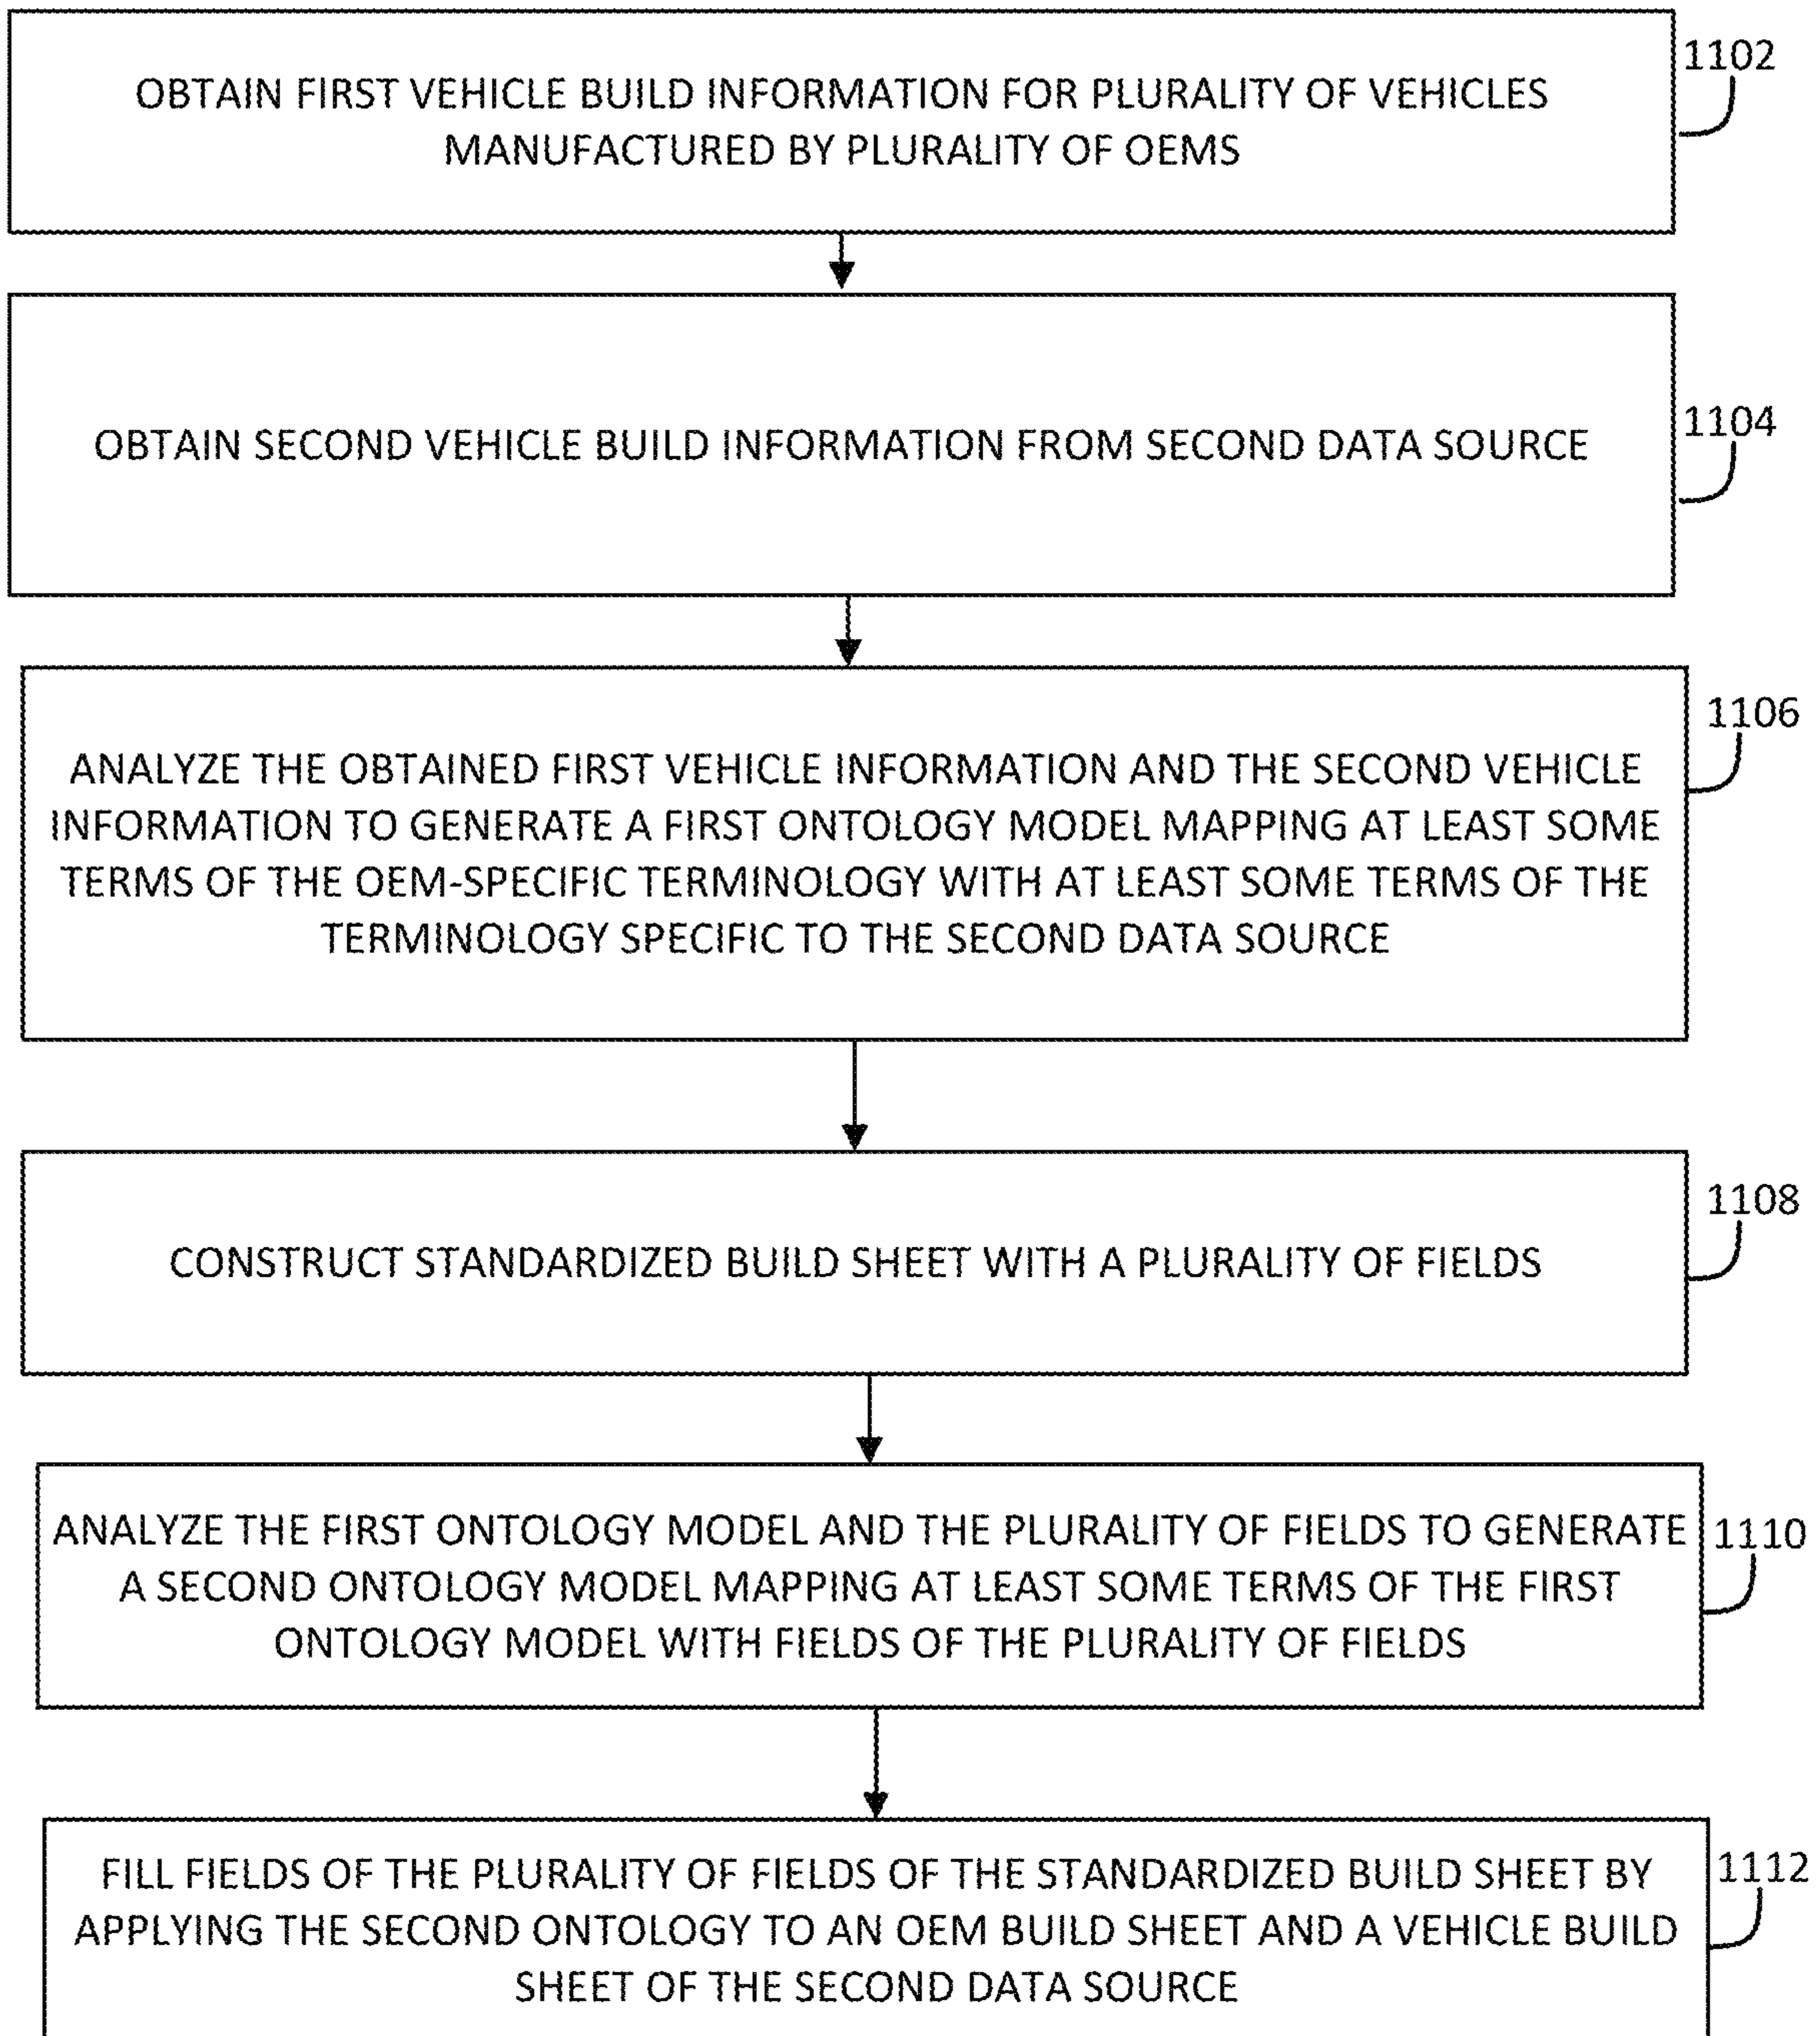 1102
OBTAIN FIRST VEHICLE BUILD INFORMATION FOR PLURALITY OF VEHICLES
MANUFACTURED BY PLURALITY OF OEMS
1104
OBTAIN SECOND VEHICLE BUILD INFORMATION FROM SECOND DATA SOURCE
1106
ANALYZE THE OBTAINED FIRST VEHICLE INFORMATION AND THE SECOND VEHICLE
INFORMATION TO GENERATE A FIRST ONTOLOGY MODEL MAPPING AT LEAST SOME
TERMS OF THE OEM-SPECIFIC TERMINOLOGY WITH AT LEAST SOME TERMS OF THE
TERMINOLOGY SPECIFIC TO THE SECOND DATA SOURCE
1108
CONSTRUCT STANDARDIZED BUILD SHEET WITH A PLURALITY OF FIELDS
1110
ANALYZE THE FIRST ONTOLOGY MODEL AND THE PLURALITY OF FIELDS TO GENERATE
A SECOND ONTOLOGY MODEL MAPPING AT LEAST SOME TERMS OF THE FIRST
ONTOLOGY MODEL WITH FIELDS OF THE PLURALITY OF FIELDS
1112
FILL FIELDS OF THE PLURALITY OF FIELDS OF THE STANDARDIZED BUILD SHEET BY
APPLYING THE SECOND ONTOLOGY TO AN OEM BUILD SHEET AND A VEHICLE BUILD
SHEET OF THE SECOND DATA SOURCE